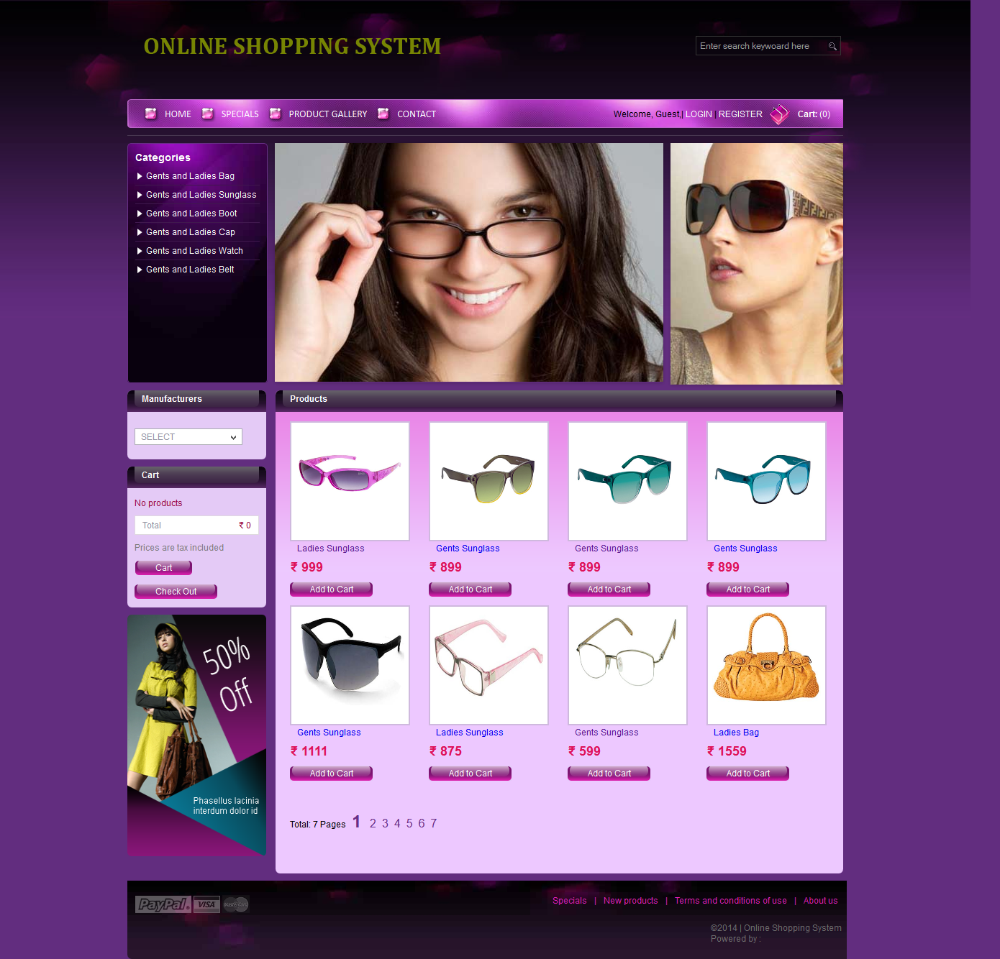 ONLINE SHOPPING SYSTEM
Enter search keywoard here
HOME SPECIALS PRODUCT GALLERY CONTACT
Welcome, Guest,| LOGIN | REGISTER Cart: (0)
Categories
Gents and Ladies Bag
Gents and Ladies Sunglass
Gents and Ladies Boot
Gents and Ladies Cap
Gents and Ladies Watch
Gents and Ladies Belt
Manufacturers
SELECT
Cart
No products
Total ₹ 0
Prices are tax included
Cart
Check Out
50%
Off
Phasellus lacinia
interdum dolor id
Products
Ladies Sunglass Gents Sunglass Gents Sunglass Gents Sunglass
₹ 999 ₹ 899 ₹ 899 ₹ 899
Add to Cart Add to Cart Add to Cart Add to Cart
Gents Sunglass Ladies Sunglass Gents Sunglass Ladies Bag
₹ 1111 ₹ 875 ₹ 599 ₹ 1559
Add to Cart Add to Cart Add to Cart Add to Cart
Total: 7 Pages 1 2 3 4 5 6 7
PayPal VISA MasterCard
Specials | New products | Terms and conditions of use | About us
©2014 | Online Shopping System
Powered by :